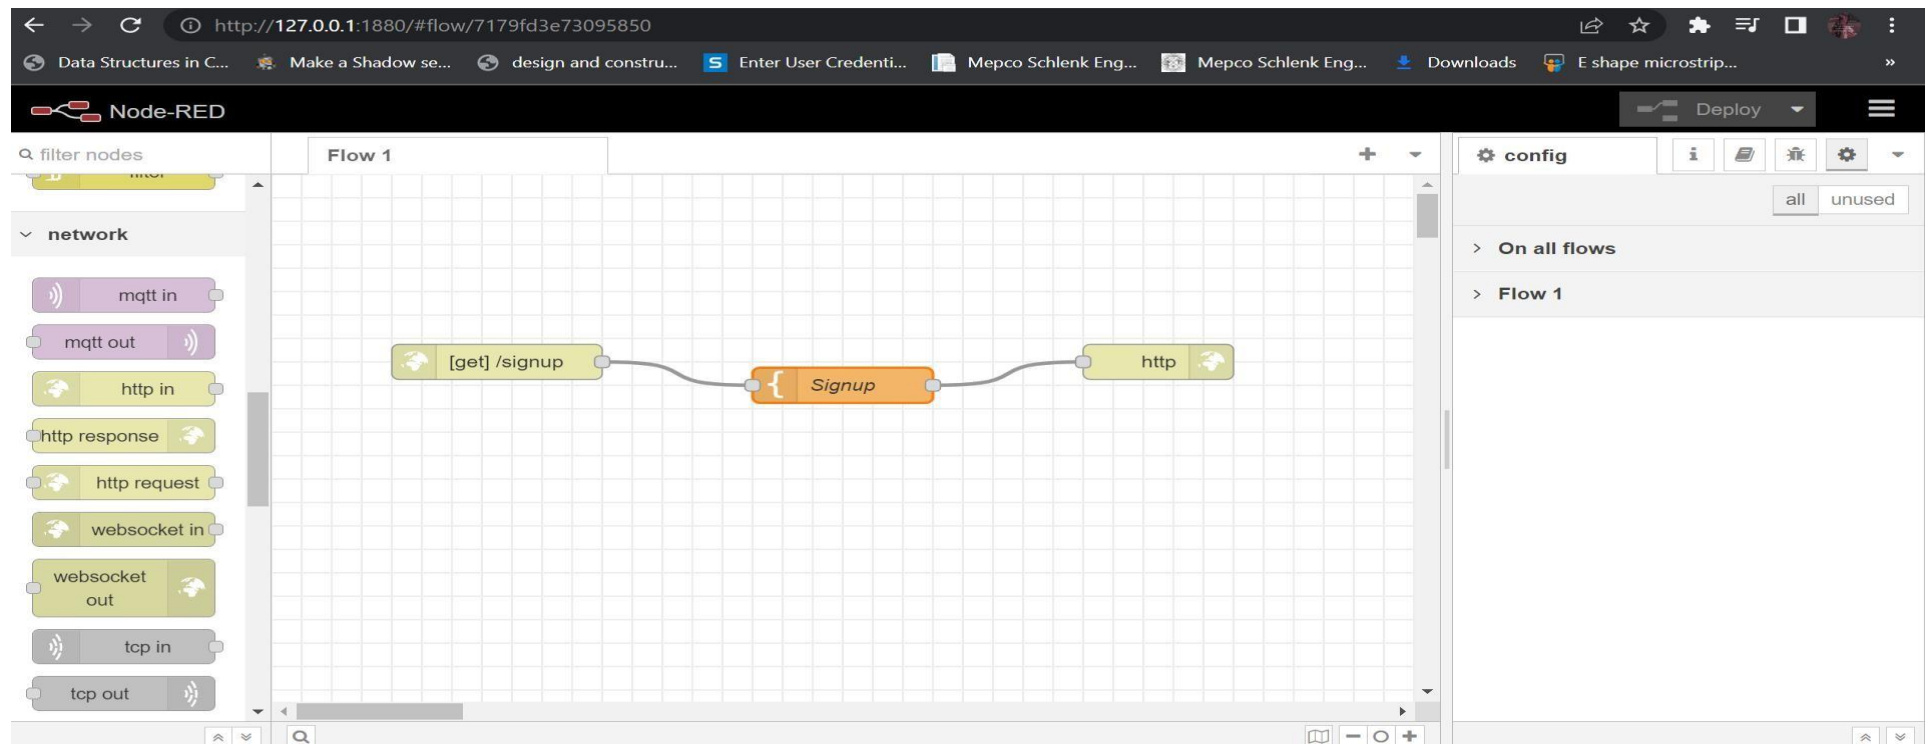 http://127.0.0.1:1880/#flow/7179fd3e73095850
Data Structures in C... Make a Shadow se... design and constru... S Enter User Credenti... Mepco Schlenk Eng... Mepco Schlenk Eng... Downloads E shape microstrip... »
Node-RED Deploy
filter nodes
Flow 1
config
i
filter
all unused
network
On all flows
Flow 1
mqtt in
mqtt out
[get] /signup
Signup
http
http in
http response
http request
websocket in
websocket
out
tcp in
tcp out